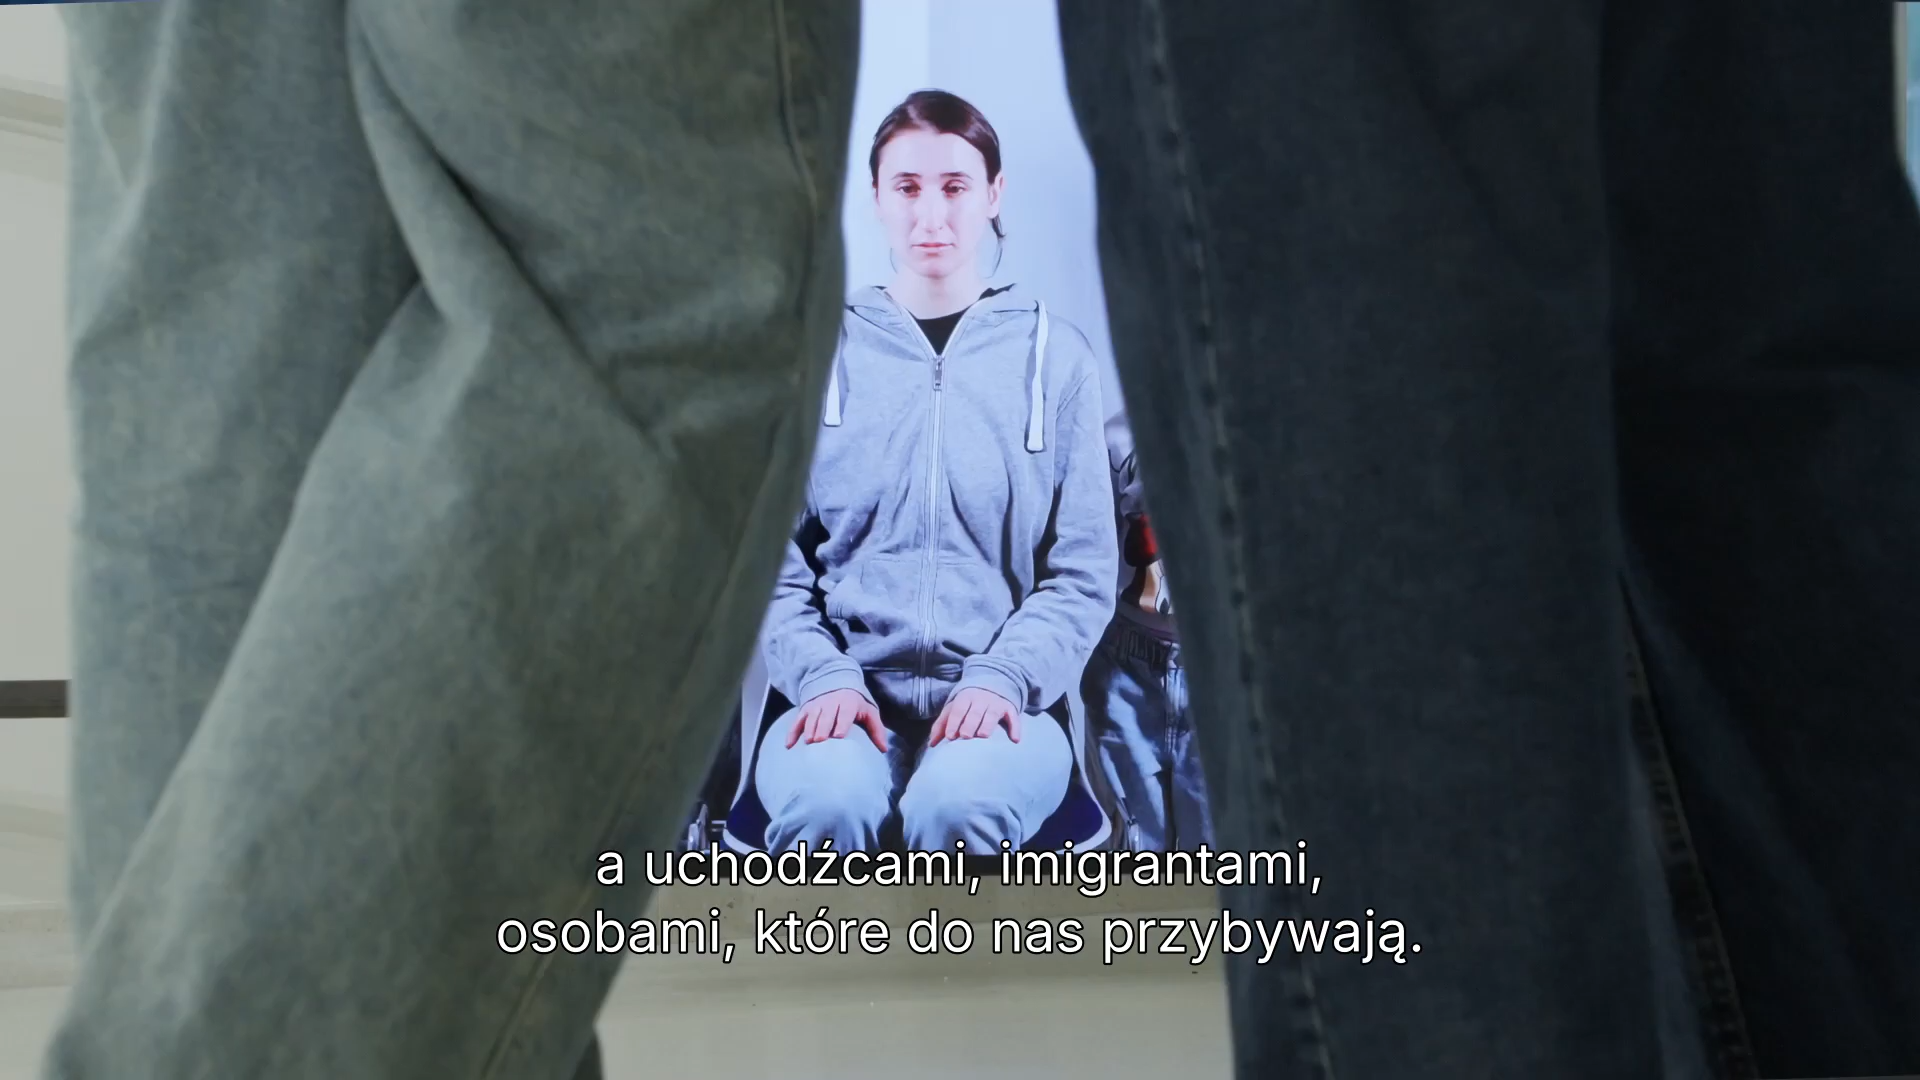 a uchodźcami, imigrantami,
osobami, które do nas przybywają.